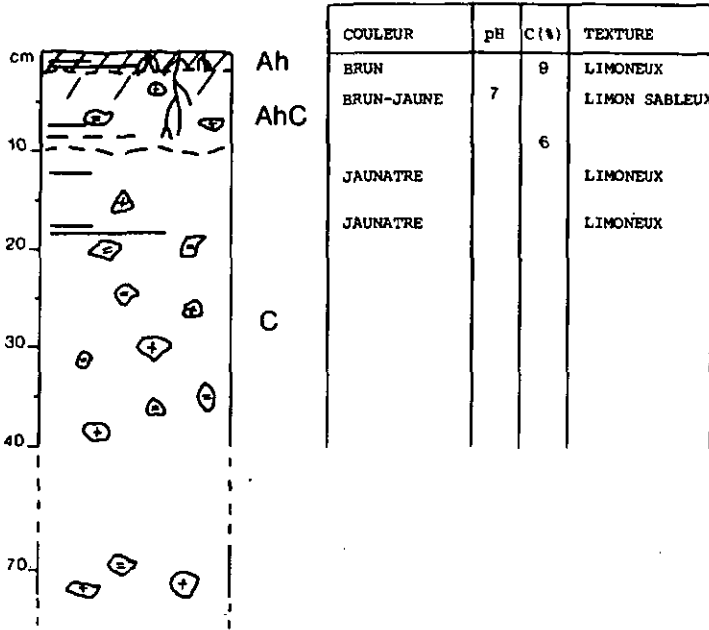 COULEUR pH C(%) TEXTURE
cm Ah BRUN 9 LIMONEUX
AhC BRUN-JAUNE 7 LIMON SABLEUX
10 6
JAUNATRE LIMONEUX
20 JAUNATRE LIMONEUX
C
30
40
70